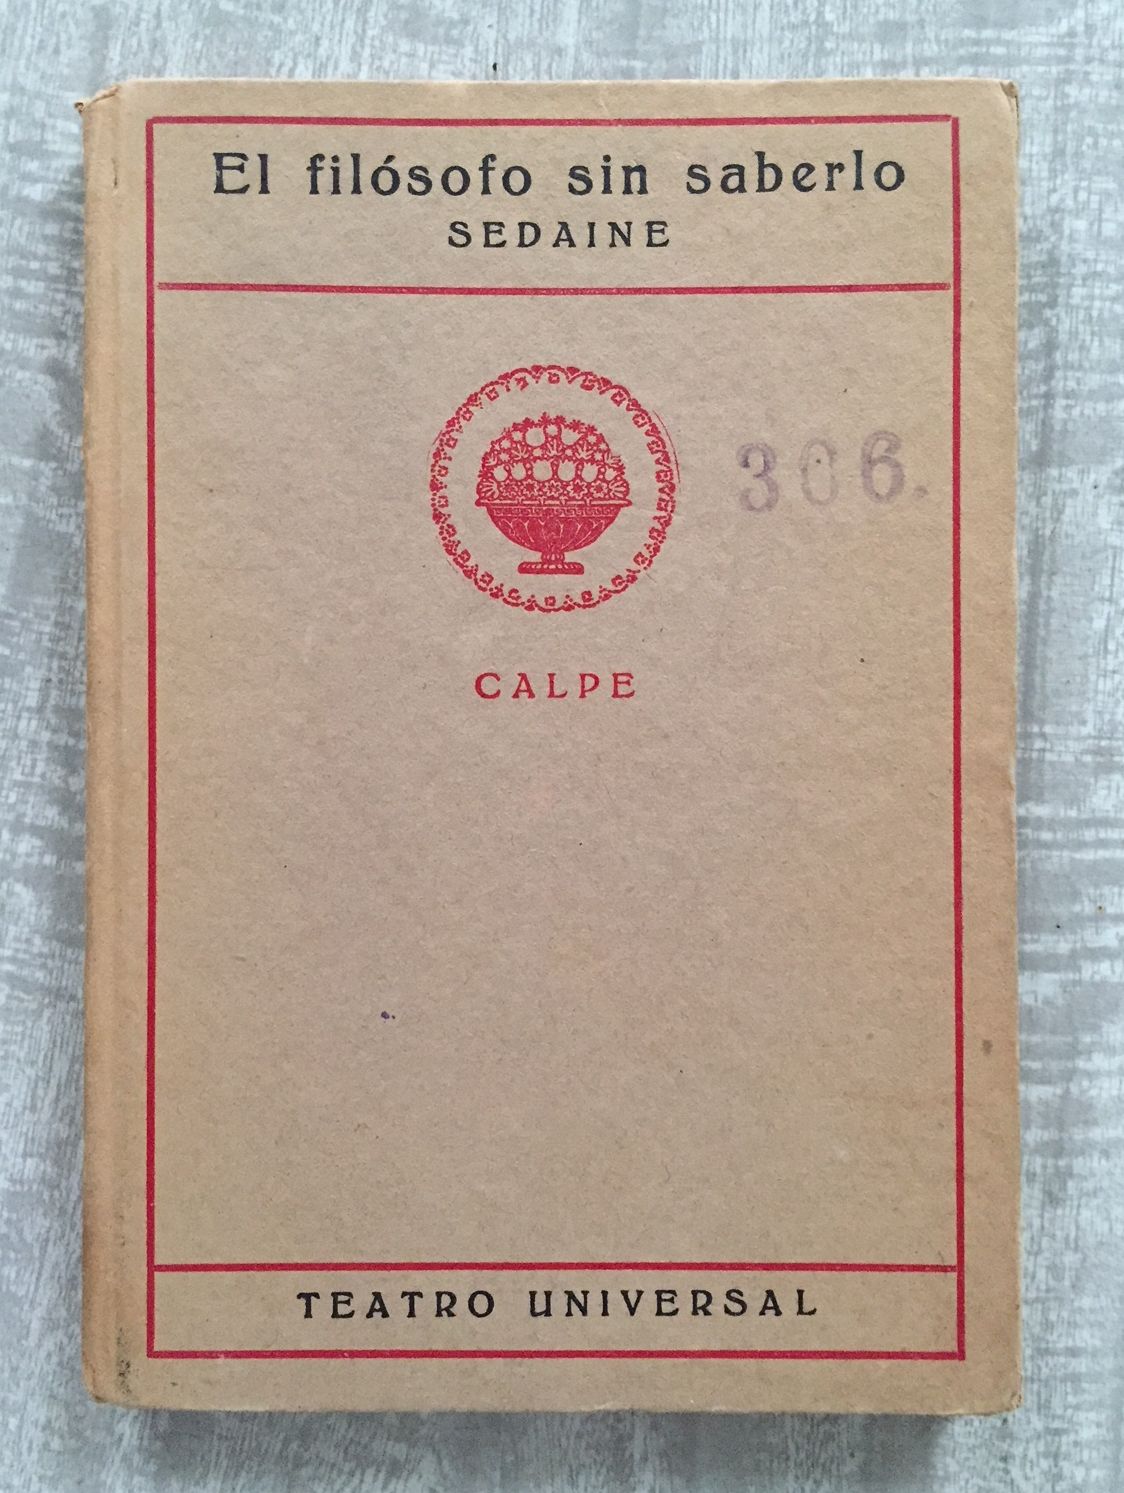 El filósofo sin saberlo
SEDAINE
306.
CALPE
TEATRO UNIVERSAL